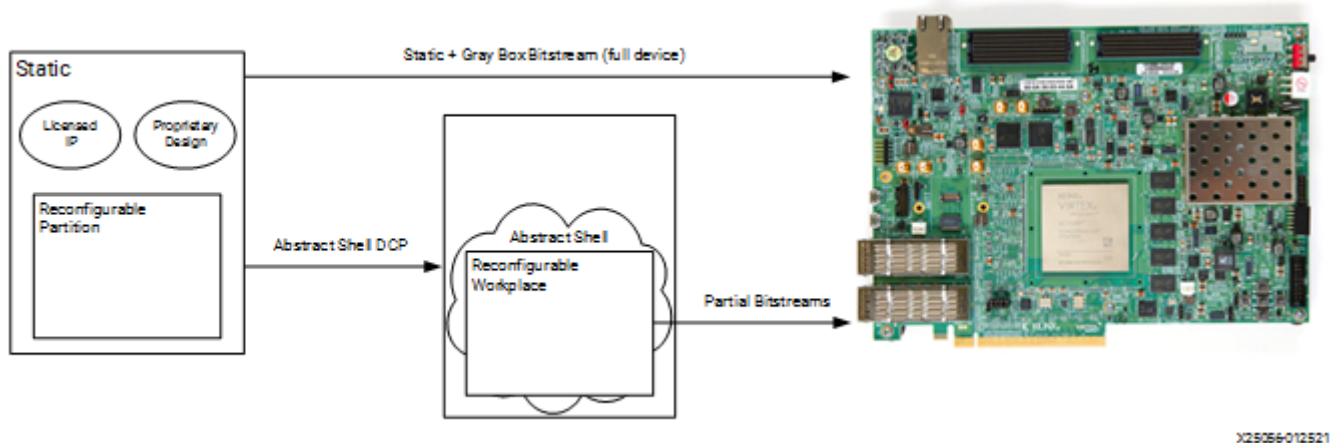 Static
Licensed
IP
Proprietary
Design
Reconfigurable
Partition
Static + Gray Box Bitstream (full device)
Abstract Shell DCP
Abstract Shell
Reconfigurable
Workplace
Partial Bitstreams
VIRTEX
X25056-012521